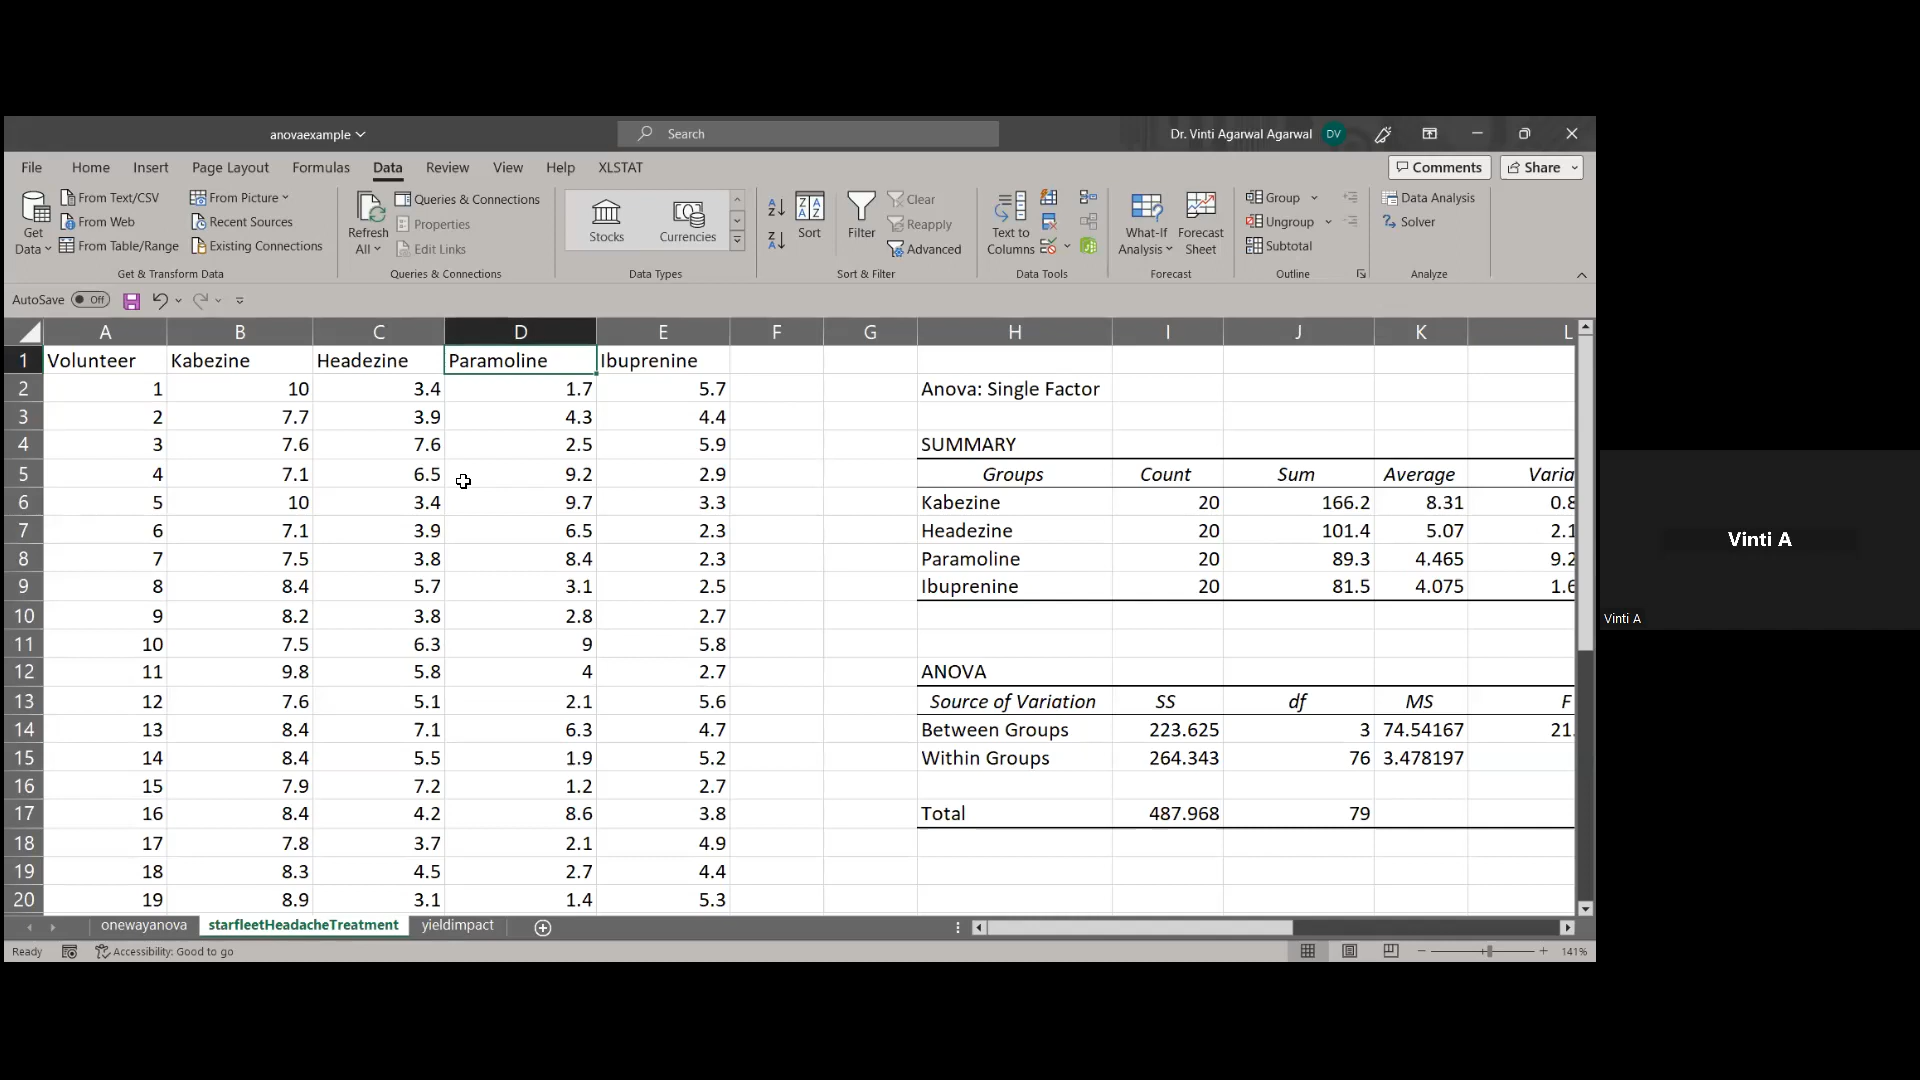 anovaexample
Search
Dr. Vinti Agarwal Agarwal DV
File Home Insert Page Layout Formulas Data Review View Help XLSTAT Comments Share
Get Data
From Text/CSV
From Web
From Table/Range
From Picture
Recent Sources
Existing Connections
Get & Transform Data
Refresh All
Queries & Connections
Properties
Edit Links
Queries & Connections
Stocks Currencies
Data Types
Sort
Filter
Clear
Reapply
Advanced
Sort & Filter
Text to Columns
Data Tools
What-If Analysis
Forecast Sheet
Forecast
Group
Ungroup
Subtotal
Outline
Data Analysis
Solver
Analyze
AutoSave Off
A B C D E F G H I J K L
1 Volunteer Kabezine Headezine Paramoline Ibuprenine
2 1 10 3.4 1.7 5.7 Anova: Single Factor
3 2 7.7 3.9 4.3 4.4
4 3 7.6 7.6 2.5 5.9 SUMMARY
5 4 7.1 6.5 9.2 2.9 Groups Count Sum Average Varia
6 5 10 3.4 9.7 3.3 Kabezine 20 166.2 8.31 0.8
7 6 7.1 3.9 6.5 2.3 Headezine 20 101.4 5.07 2.1
8 7 7.5 3.8 8.4 2.3 Paramoline 20 89.3 4.465 9.2
9 8 8.4 5.7 3.1 2.5 Ibuprenine 20 81.5 4.075 1.6
10 9 8.2 3.8 2.8 2.7
11 10 7.5 6.3 9 5.8
12 11 9.8 5.8 4 2.7 ANOVA
13 12 7.6 5.1 2.1 5.6 Source of Variation SS df MS F
14 13 8.4 7.1 6.3 4.7 Between Groups 223.625 3 74.54167 21.
15 14 8.4 5.5 1.9 5.2 Within Groups 264.343 76 3.478197
16 15 7.9 7.2 1.2 2.7
17 16 8.4 4.2 8.6 3.8 Total 487.968 79
18 17 7.8 3.7 2.1 4.9
19 18 8.3 4.5 2.7 4.4
20 19 8.9 3.1 1.4 5.3
onewayanova starfleetHeadacheTreatment yieldimpact
Ready Accessibility: Good to go 141%
Vinti A
Vinti A